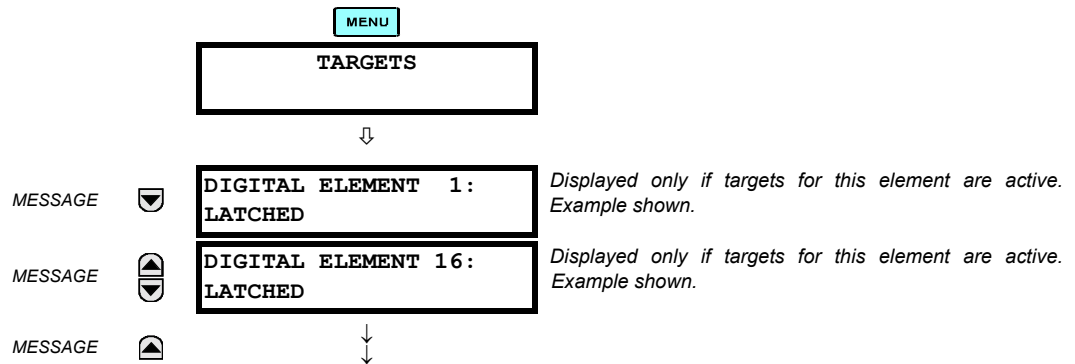 MENU
TARGETS
⇩
MESSAGE
DIGITAL ELEMENT 1:
LATCHED
Displayed only if targets for this element are active.
Example shown.
MESSAGE
DIGITAL ELEMENT 16:
LATCHED
Displayed only if targets for this element are active.
Example shown.
MESSAGE
↓
↓